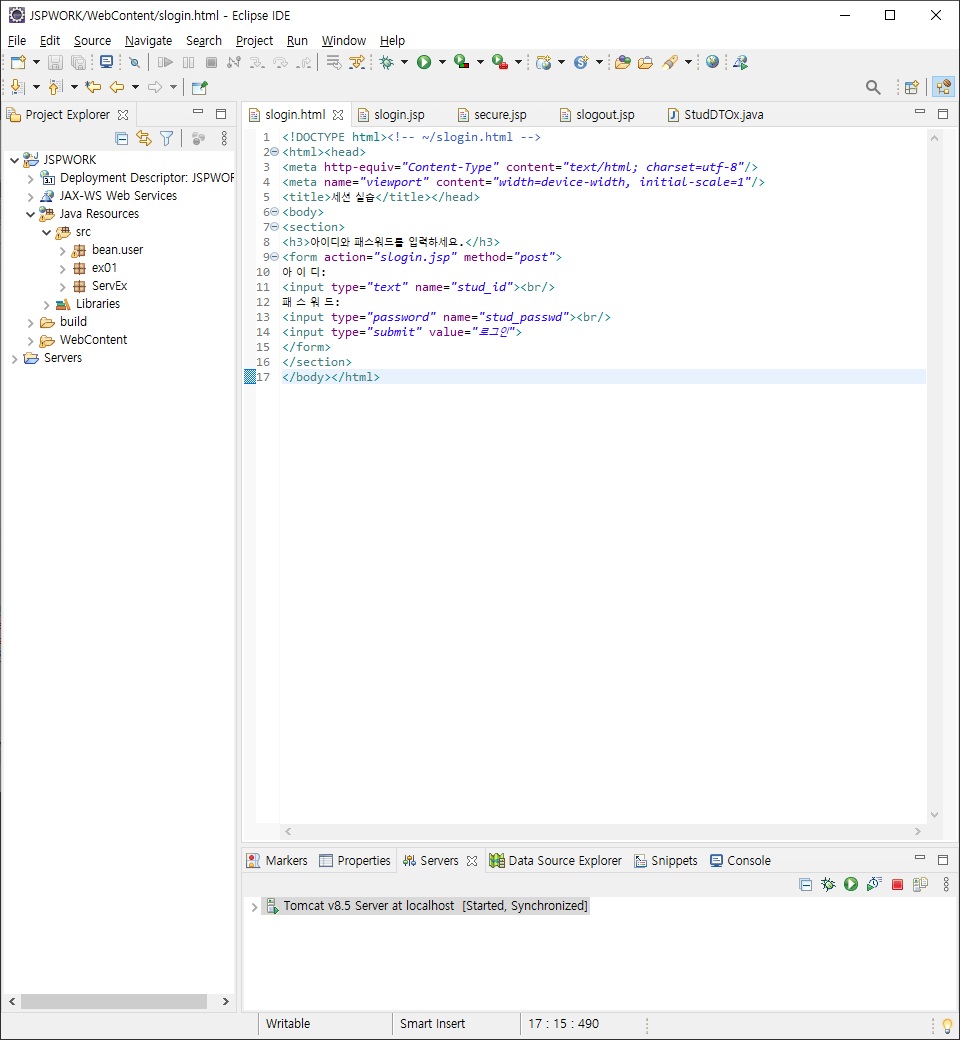 JSPWORK/WebContent/slogin.html - Eclipse IDE
File Edit Source Navigate Search Project Run Window Help
Project Explorer
JSPWORK
Deployment Descriptor: JSPWOR
JAX-WS Web Services
Java Resources
src
bean.user
ex01
ServEx
Libraries
build
WebContent
Servers
slogin.html slogin.jsp secure.jsp slogout.jsp StudDTOx.java
1 <!DOCTYPE html><!-- ~/slogin.html -->
2 <html><head>
3 <meta http-equiv="Content-Type" content="text/html; charset=utf-8"/>
4 <meta name="viewport" content="width=device-width, initial-scale=1"/>
5 <title>세션 실습</title></head>
6 <body>
7 <section>
8 <h3>아이디와 패스워드를 입력하세요.</h3>
9 <form action="slogin.jsp" method="post">
10 아 이 디:
11 <input type="text" name="stud_id"><br/>
12 패 스 워 드:
13 <input type="password" name="stud_passwd"><br/>
14 <input type="submit" value="로그인">
15 </form>
16 </section>
17 </body></html>
Markers Properties Servers Data Source Explorer Snippets Console
Tomcat v8.5 Server at localhost [Started, Synchronized]
Writable Smart Insert 17 : 15 : 490